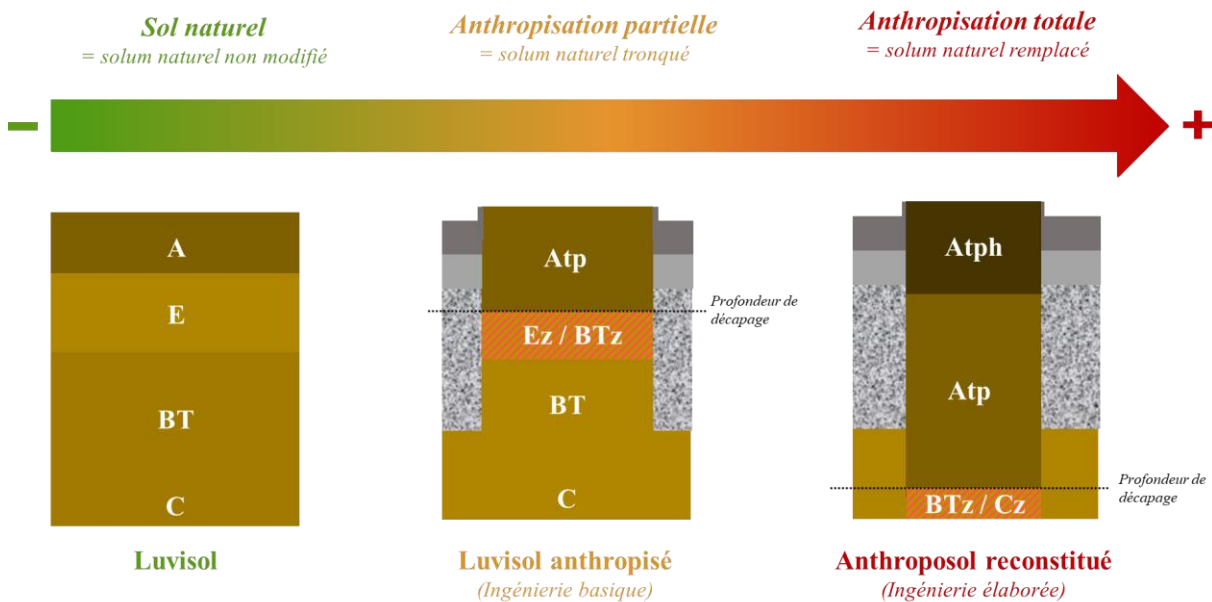 Sol naturel
= solum naturel non modifié
Anthropisation partielle
= solum naturel tronqué
Anthropisation totale
= solum naturel remplacé
–
+
A
E
BT
C
Luvisol
Atp
Profondeur de
décapage
Ez / BTz
BT
C
Luvisol anthropisé
(Ingénierie basique)
Atph
Atp
Profondeur de
décapage
BTz / Cz
Anthroposol reconstitué
(Ingénierie élaborée)